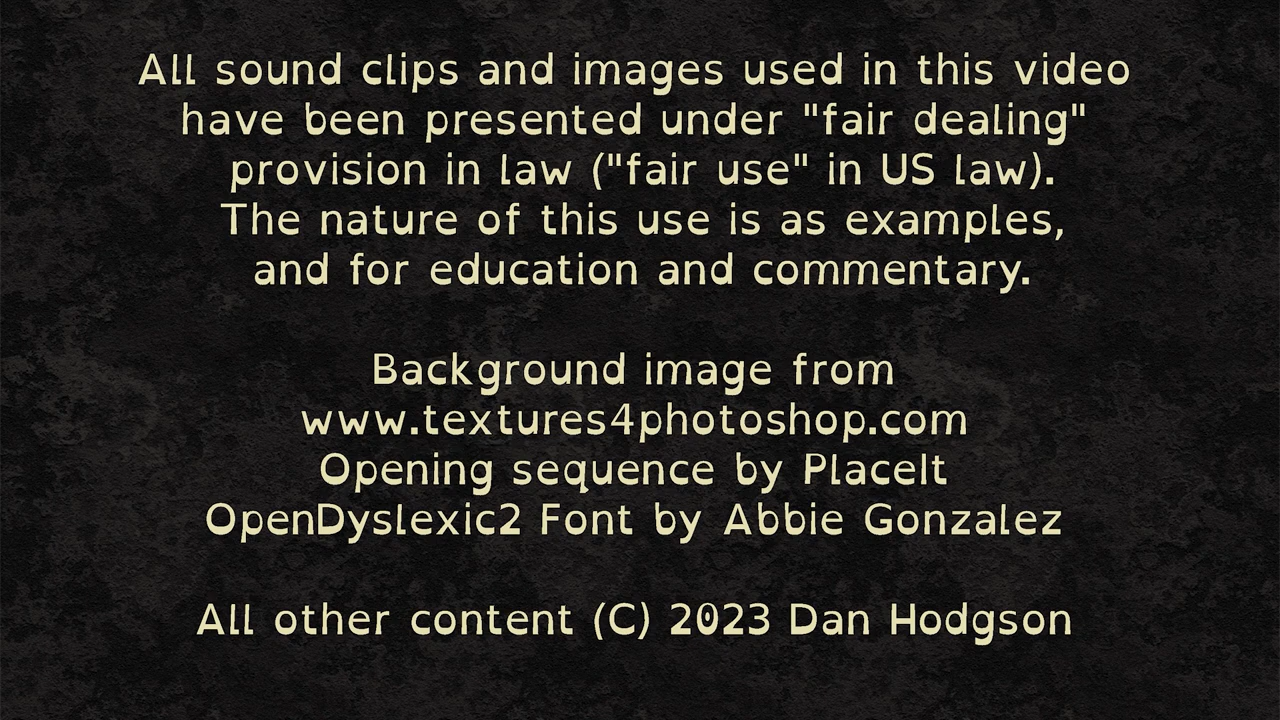 All sound clips and images used in this video
have been presented under "fair dealing"
provision in law ("fair use" in US law).
The nature of this use is as examples,
and for education and commentary.
Background image from
www.textures4photoshop.com
Opening sequence by PlaceIt
OpenDyslexic2 Font by Abbie Gonzalez
All other content (C) 2023 Dan Hodgson